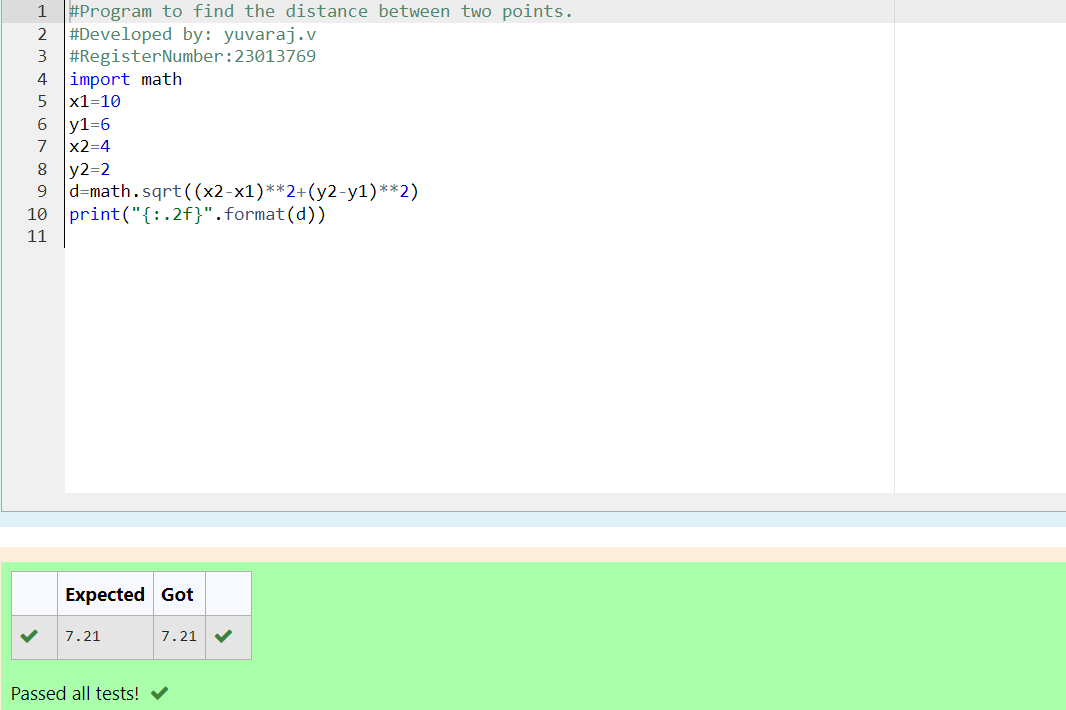 1 #Program to find the distance between two points.
2 #Developed by: yuvaraj.v
3 #RegisterNumber:23013769
4 import math
5 x1=10
6 y1=6
7 x2=4
8 y2=2
9 d=math.sqrt((x2-x1)**2+(y2-y1)**2)
10 print("{:.2f}".format(d))
11
Expected Got
7.21 7.21
Passed all tests!